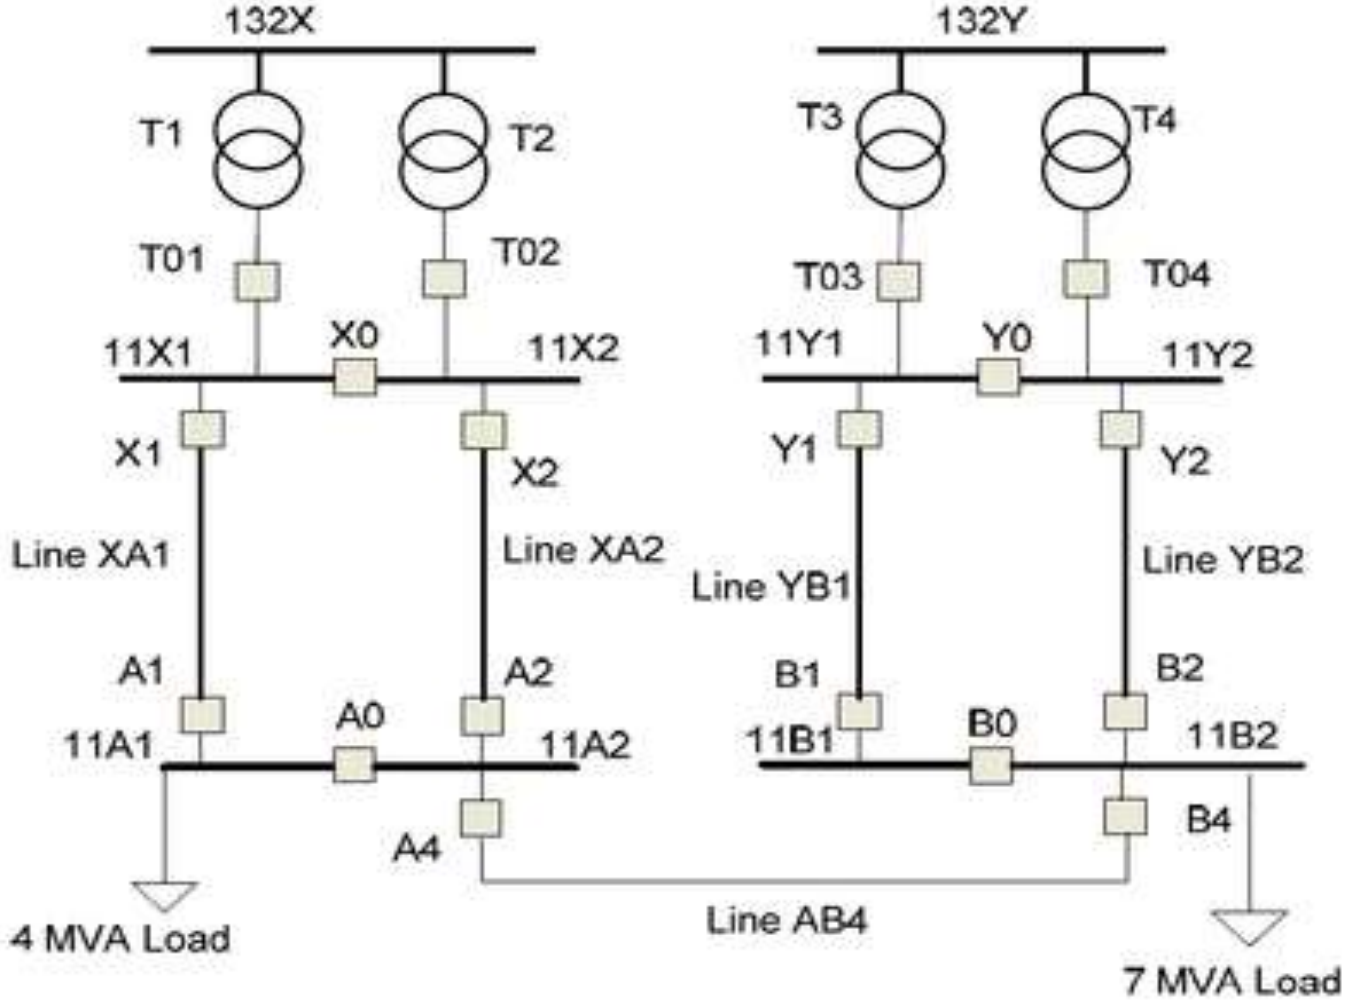 132X
132Y
T1
T2
T3
T4
T01
T02
T03
T04
11X1
X0
11X2
11Y1
Y0
11Y2
X1
X2
Y1
Y2
Line XA1
Line XA2
Line YB1
Line YB2
A1
A2
B1
B2
11A1
A0
11A2
11B1
B0
11B2
A4
B4
4 MVA Load
Line AB4
7 MVA Load